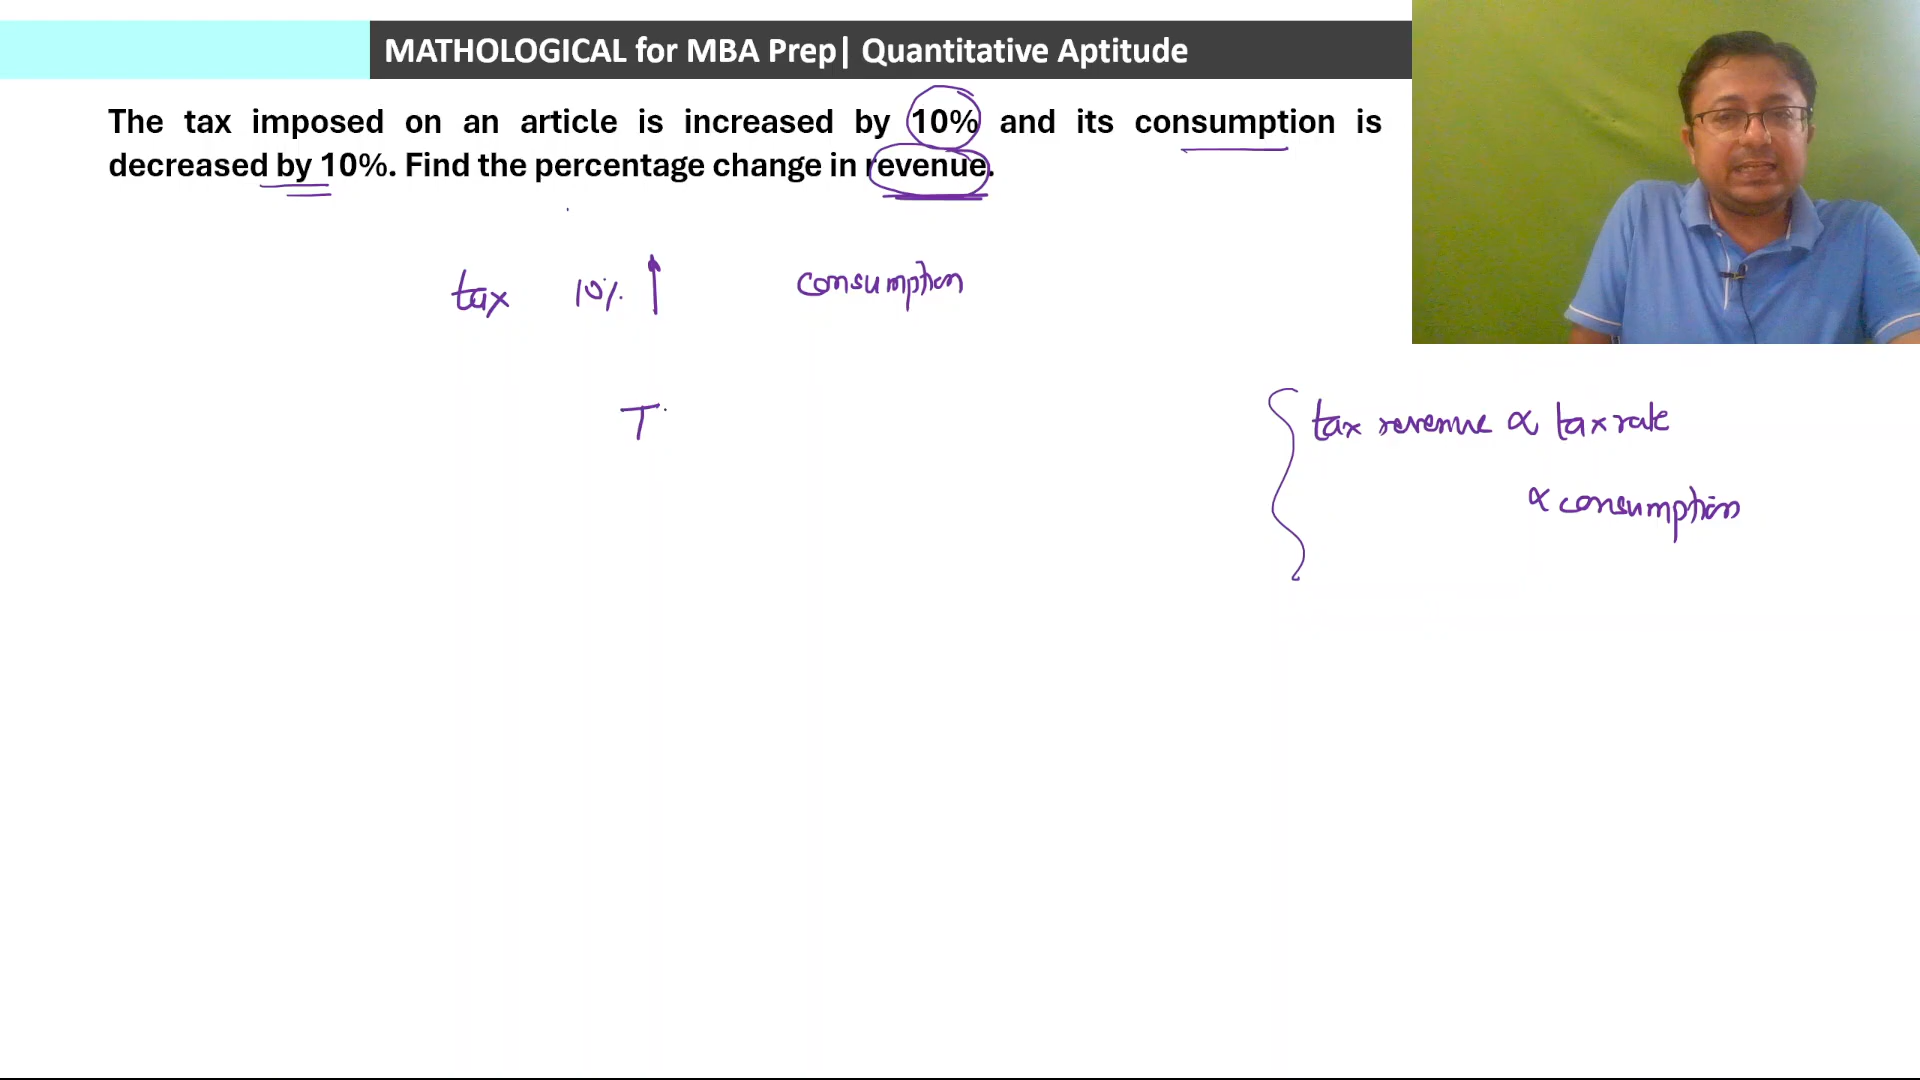 MATHOLOGICAL for MBA Prep| Quantitative Aptitude
The tax imposed on an article is increased by 10% and its consumption is
decreased by 10%. Find the percentage change in revenue.
tax 10% ↑ consumption
T
tax revenue ∝ tax rate
∝ consumption